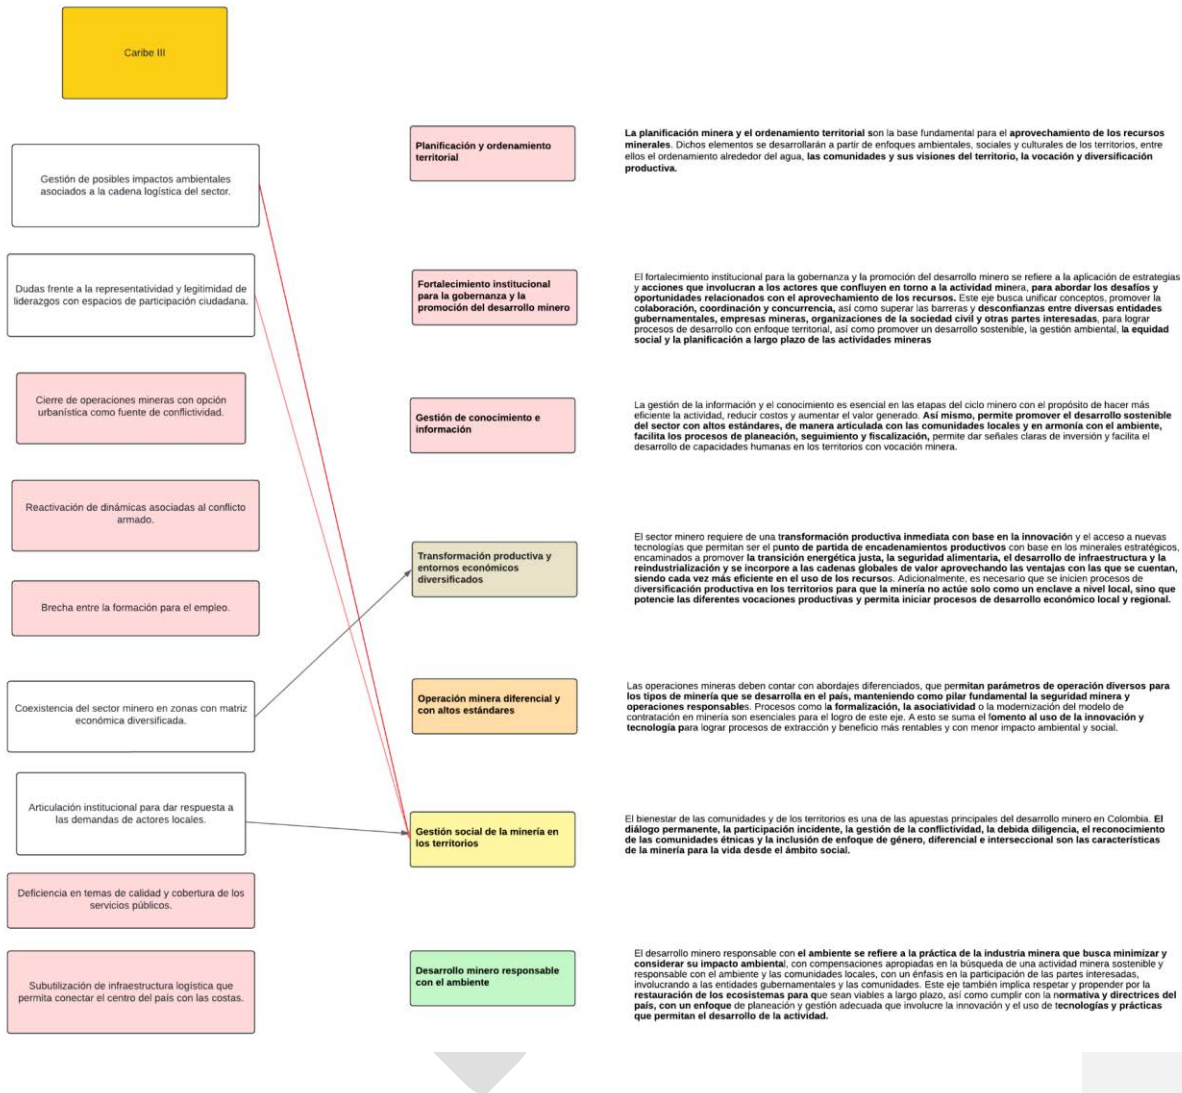 Caribe III
Gestión de posibles impactos ambientales
asociados a la cadena logística del sector.
Dudas frente a la representatividad y legitimidad de
liderazgos con espacios de participación ciudadana.
Cierre de operaciones mineras con opción
urbanística como fuente de conflictividad.
Reactivación de dinámicas asociadas al conflicto
armado.
Brecha entre la formación para el empleo.
Coexistencia del sector minero en zonas con matriz
económica diversificada.
Articulación institucional para dar respuesta a
las demandas de actores locales.
Deficiencia en temas de calidad y cobertura de los
servicios públicos.
Subutilización de infraestructura logística que
permita conectar el centro del país con las costas.
Planificación y ordenamiento
territorial
La planificación minera y el ordenamiento territorial son la base fundamental para el aprovechamiento de los recursos
minerales. Dichos elementos se desarrollarán a partir de enfoques ambientales, sociales y culturales de los territorios, entre
ellos el ordenamiento alrededor del agua, las comunidades y sus visiones del territorio, la vocación y diversificación
productiva.
Fortalecimiento institucional
para la gobernanza y la
promoción del desarrollo minero
El fortalecimiento institucional para la gobernanza y la promoción del desarrollo minero se refiere a la aplicación de estrategias
y acciones que involucran a los actores que confluyen en torno a la actividad minera, para abordar los desafíos y
oportunidades relacionados con el aprovechamiento de los recursos. Este eje busca unificar conceptos, promover la
colaboración, coordinación y concurrencia, así como superar las barreras y desconfianzas entre diversas entidades
gubernamentales, empresas mineras, organizaciones de la sociedad civil y otras partes interesadas, para lograr
procesos de desarrollo con enfoque territorial, así como promover un desarrollo sostenible, la gestión ambiental, la equidad
social y la planificación a largo plazo de las actividades mineras
Gestión de conocimiento e
información
La gestión de la información y el conocimiento es esencial en las etapas del ciclo minero con el propósito de hacer más
eficiente la actividad, reducir costos y aumentar el valor generado. Así mismo, permite promover el desarrollo sostenible
del sector con altos estándares, de manera articulada con las comunidades locales y en armonía con el ambiente,
facilita los procesos de planeación, seguimiento y fiscalización, permite dar señales claras de inversión y facilita el
desarrollo de capacidades humanas en los territorios con vocación minera.
Transformación productiva y
entornos económicos
diversificados
El sector minero requiere de una transformación productiva inmediata con base en la innovación y el acceso a nuevas
tecnologías que permitan ser el punto de partida de encadenamientos productivos con base en los minerales estratégicos,
encaminados a promover la transición energética justa, la seguridad alimentaria, el desarrollo de infraestructura y la
reindustrialización y se incorpore a las cadenas globales de valor aprovechando las ventajas con las que se cuentan,
siendo cada vez más eficiente en el uso de los recursos. Adicionalmente, es necesario que se inicien procesos de
diversificación productiva en los territorios para que la minería no actúe solo como un enclave a nivel local, sino que
potencie las diferentes vocaciones productivas y permita iniciar procesos de desarrollo económico local y regional.
Operación minera diferencial y
con altos estándares
Las operaciones mineras deben contar con abordajes diferenciados, que permitan parámetros de operación diversos para
los tipos de minería que se desarrolla en el país, manteniendo como pilar fundamental la seguridad minera y
operaciones responsables. Procesos como la formalización, la asociatividad o la modernización del modelo de
contratación en minería son esenciales para el logro de este eje. A esto se suma el fomento al uso de la innovación y
tecnología para lograr procesos de extracción y beneficio más rentables y con menor impacto ambiental y social.
Gestión social de la minería en
los territorios
El bienestar de las comunidades y de los territorios es una de las apuestas principales del desarrollo minero en Colombia. El
diálogo permanente, la participación incidente, la gestión de la conflictividad, la debida diligencia, el reconocimiento
de las comunidades étnicas y la inclusión de enfoque de género, diferencial e interseccional son las características
de la minería para la vida desde el ámbito social.
Desarrollo minero responsable
con el ambiente
El desarrollo minero responsable con el ambiente se refiere a la práctica de la industria minera que busca minimizar y
considerar su impacto ambiental, con compensaciones apropiadas en la búsqueda de una actividad minera sostenible y
responsable con el ambiente y las comunidades locales, con un énfasis en la participación de las partes interesadas,
involucrando a las entidades gubernamentales y las comunidades. Este eje también implica respetar y propender por la
restauración de los ecosistemas para que sean viables a largo plazo, así como cumplir con la normativa y directrices del
país, con un enfoque de planeación y gestión adecuada que involucre la innovación y el uso de tecnologías y prácticas
que permitan el desarrollo de la actividad.